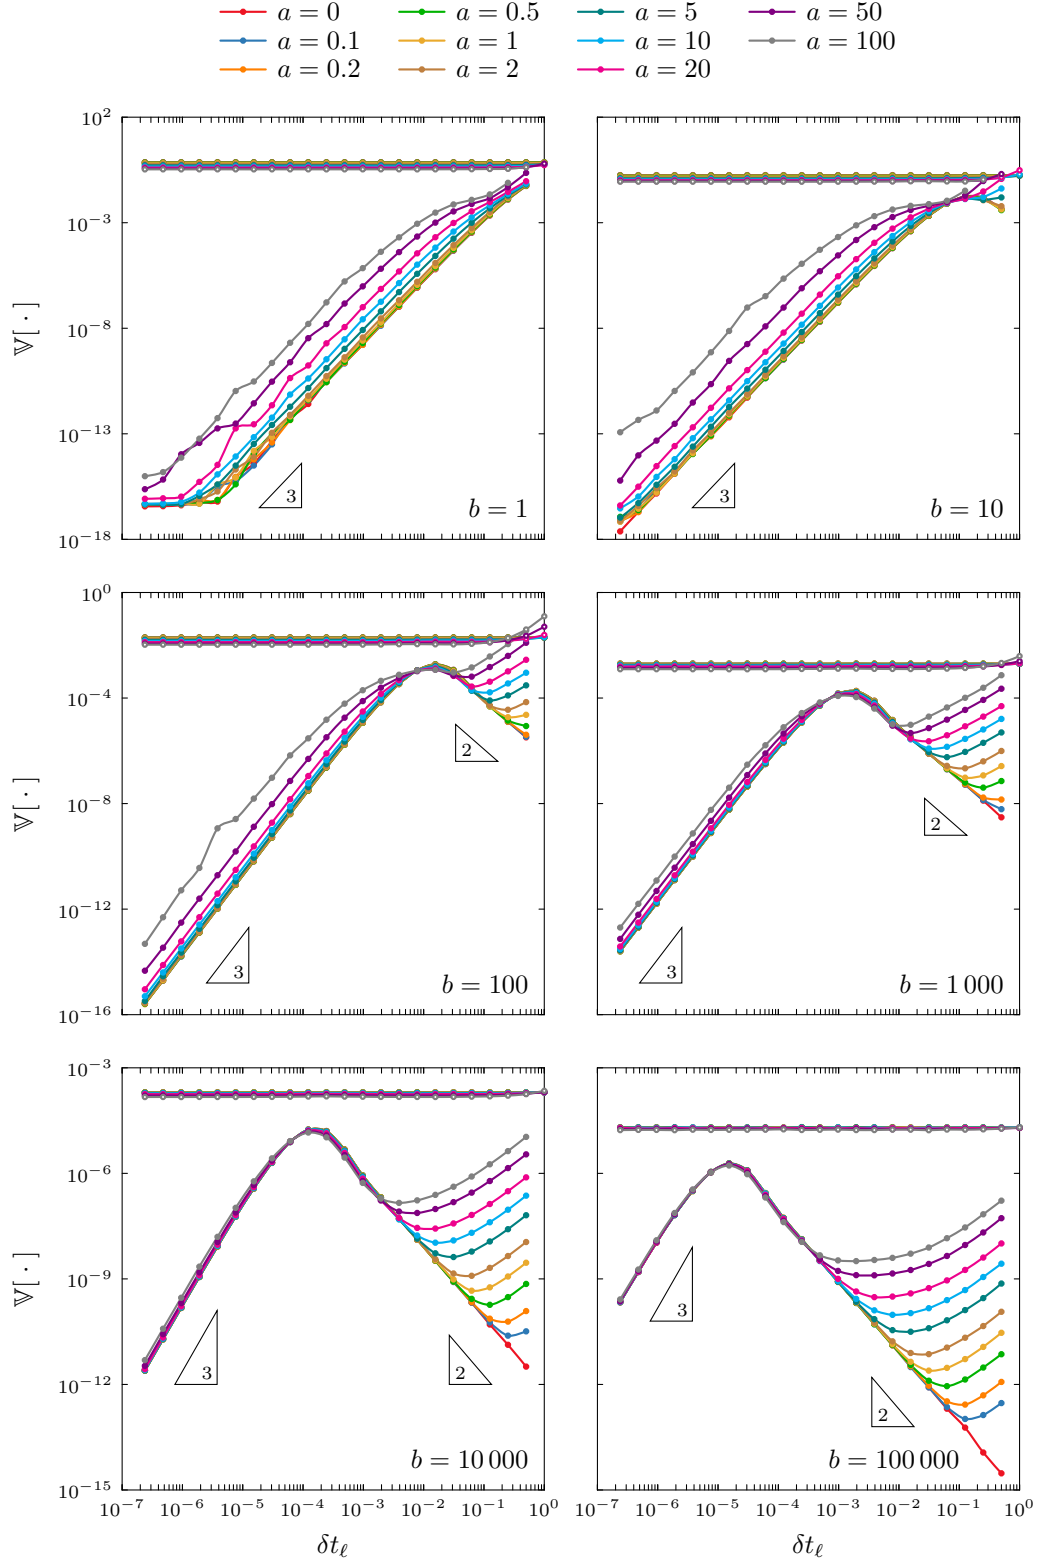 a = 0 a = 0.5 a = 5 a = 50
a = 0.1 a = 1 a = 10 a = 100
a = 0.2 a = 2 a = 20
10^2
10^−3
10^−8
10^−13
10^−18
𝕍[ · ]
3
b = 1
3
b = 10
10^0
10^−4
10^−8
10^−12
10^−16
𝕍[ · ]
2
3
b = 100
2
3
b = 1 000
10^−3
10^−6
10^−9
10^−12
10^−15
𝕍[ · ]
3
2
b = 10 000
3
2
b = 100 000
10^−7 10^−6 10^−5 10^−4 10^−3 10^−2 10^−1 10^0
10^−7 10^−6 10^−5 10^−4 10^−3 10^−2 10^−1 10^0
δt_ℓ
δt_ℓ